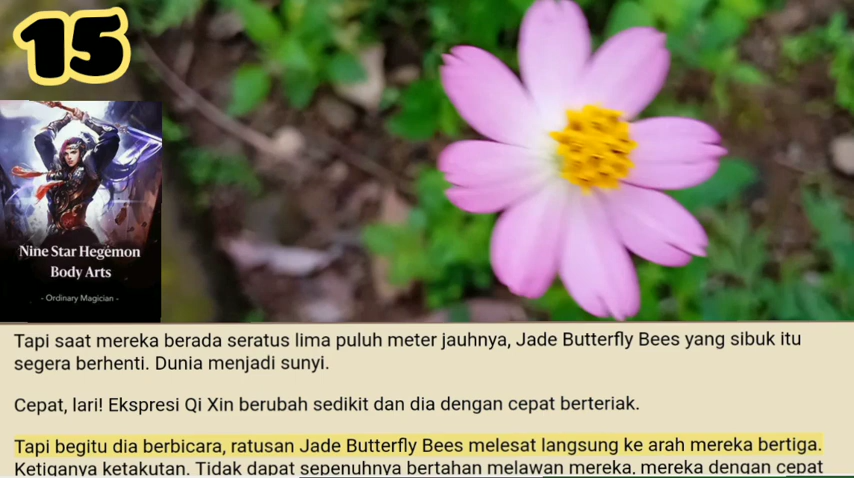 15
Nine Star Hegemon
Body Arts
- Ordinary Magician -
Tapi saat mereka berada seratus lima puluh meter jauhnya, Jade Butterfly Bees yang sibuk itu
segera berhenti. Dunia menjadi sunyi.
Cepat, lari! Ekspresi Qi Xin berubah sedikit dan dia dengan cepat berteriak.
Tapi begitu dia berbicara, ratusan Jade Butterfly Bees melesat langsung ke arah mereka bertiga.
Ketiganya ketakutan. Tidak dapat sepenuhnya bertahan melawan mereka, mereka dengan cepat